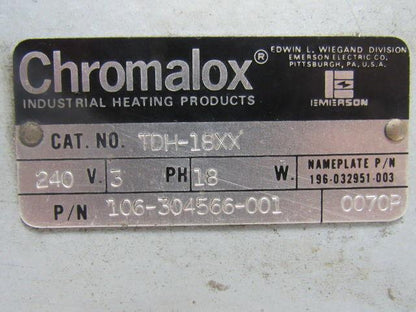 Chromalox®
INDUSTRIAL HEATING PRODUCTS
EDWIN L. WIEGAND DIVISION
EMERSON ELECTRIC CO.
PITTSBURGH, PA., U.S.A.
EMERSON
CAT. NO. TDH-18XX
240 V. 3 PH 18 W. NAMEPLATE P/N
196-032951-003
P/N 106-304566-001 0070P